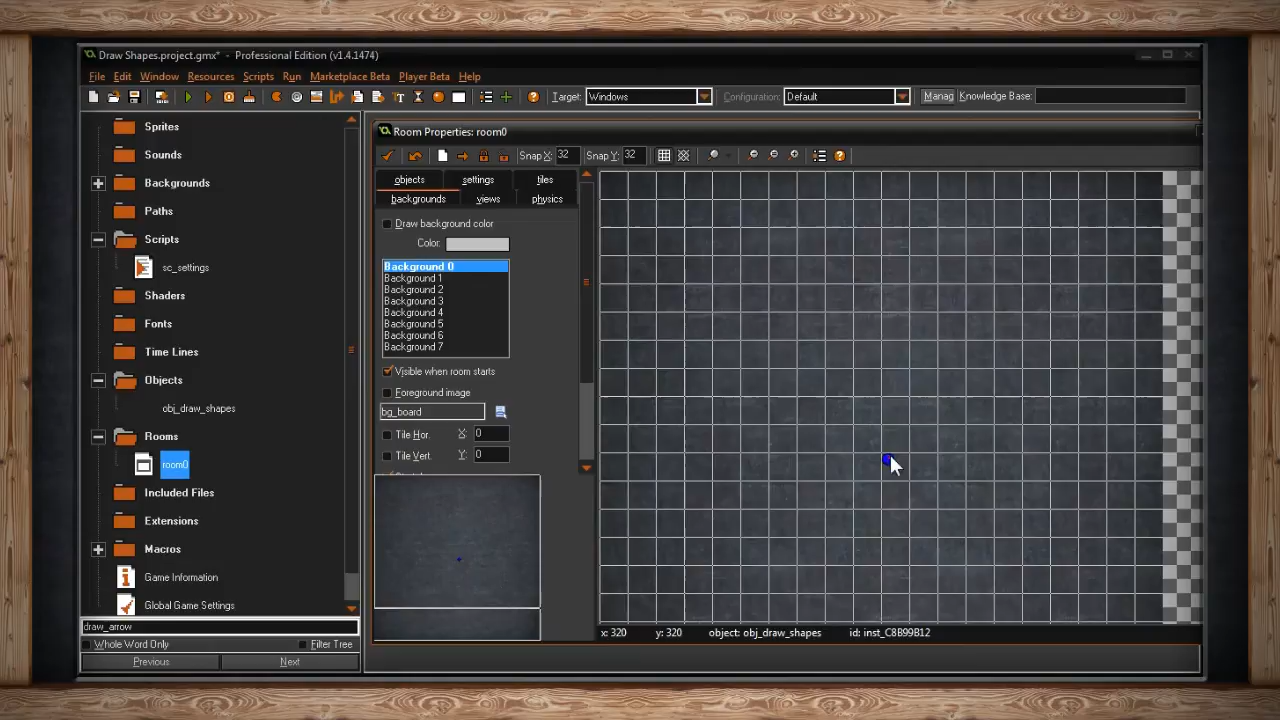 Draw Shapes.project.gmx* - Professional Edition (v1.4.1474)
File Edit Window Resources Scripts Run Marketplace Beta Player Beta Help
Target: Windows Configuration: Default Manag Knowledge Base:
Sprites
Sounds
Backgrounds
Paths
Scripts
sc_settings
Shaders
Fonts
Time Lines
Objects
obj_draw_shapes
Rooms
room0
Included Files
Extensions
Macros
Game Information
Global Game Settings
draw_arrow
Whole Word Only Filter Tree
Previous Next
Room Properties: room0
Snap X: 32 Snap Y: 32
objects settings tiles
backgrounds views physics
Draw background color
Color:
Background 0
Background 1
Background 2
Background 3
Background 4
Background 5
Background 6
Background 7
Visible when room starts
Foreground image
bg_board
Tile Hor. X: 0
Tile Vert. Y: 0
x: 320 y: 320 object: obj_draw_shapes id: inst_C8B99B12